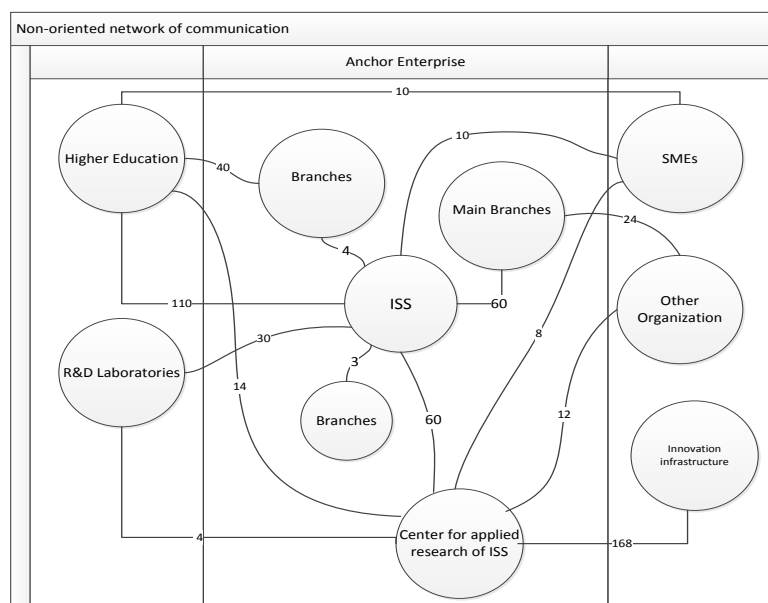 Non-oriented network of communication
Anchor Enterprise
10
Higher Education
40
Branches
10
SMEs
Main Branches
24
4
ISS
110
60
Other
Organization
30
8
R&D Laboratories
3
14
Branches
60
12
Innovation
infrastructure
Center for applied
research of ISS
4
168